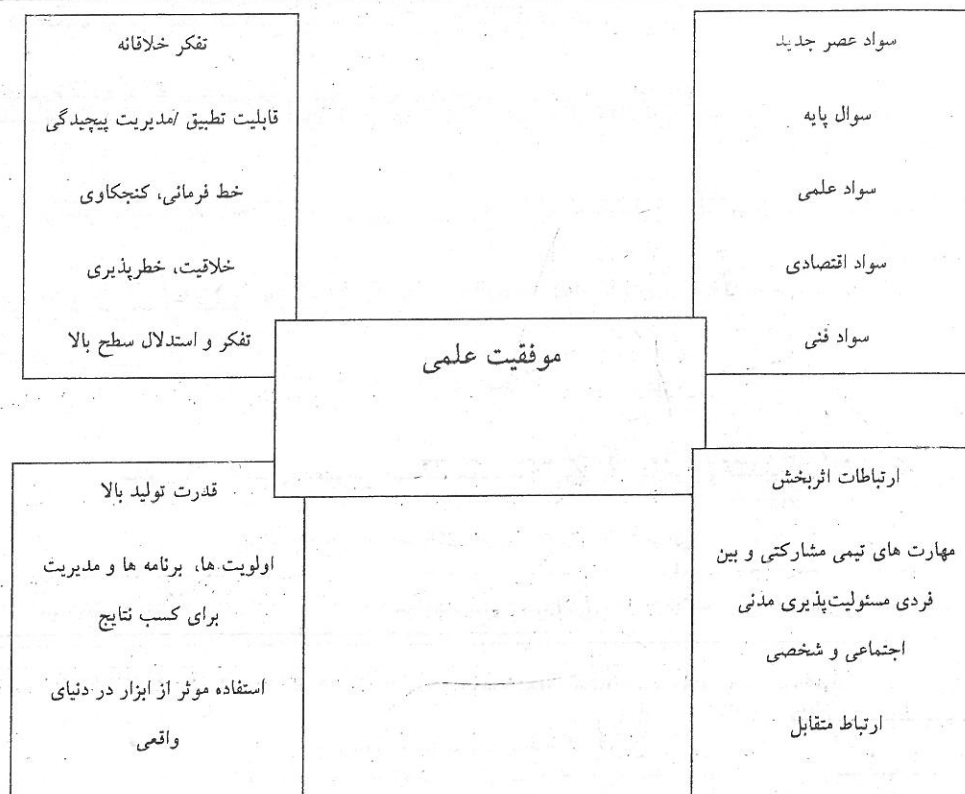 سواد عصر جدید
سوال پایه
سواد علمی
سواد اقتصادی
سواد فنی
تفکر خلاقانه
قابلیت تطبیق /مدیریت پیچیدگی
خط فرمائی، کنجکاوی
خلاقیت، خطرپذیری
تفکر و استدلال سطح بالا
موفقیت علمی
ارتباطات اثربخش
مهارت های تیمی مشارکتی و بین
فردی مسئولیت‌پذیری مدنی
اجتماعی و شخصی
ارتباط متقابل
قدرت تولید بالا
اولویت ها، برنامه ها و مدیریت
برای کسب نتایج
استفاده موثر از ابزار در دنیای
واقعی